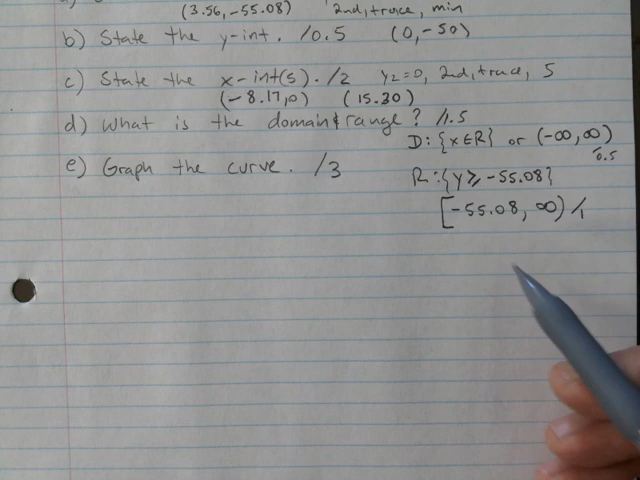 (3.56, -55.08) 2nd, trace, min
b) State the y-int. /0.5 (0,-50)
c) State the x-int(s). /2 Y2=0, 2nd, trace, 5
(-8.17,0) (15.30)
d) What is the domain & range? /1.5
D: {x∈R} or (-∞,∞)
/0.5
e) Graph the curve. /3
R: {y ≥ -55.08}
[-55.08, ∞) /1